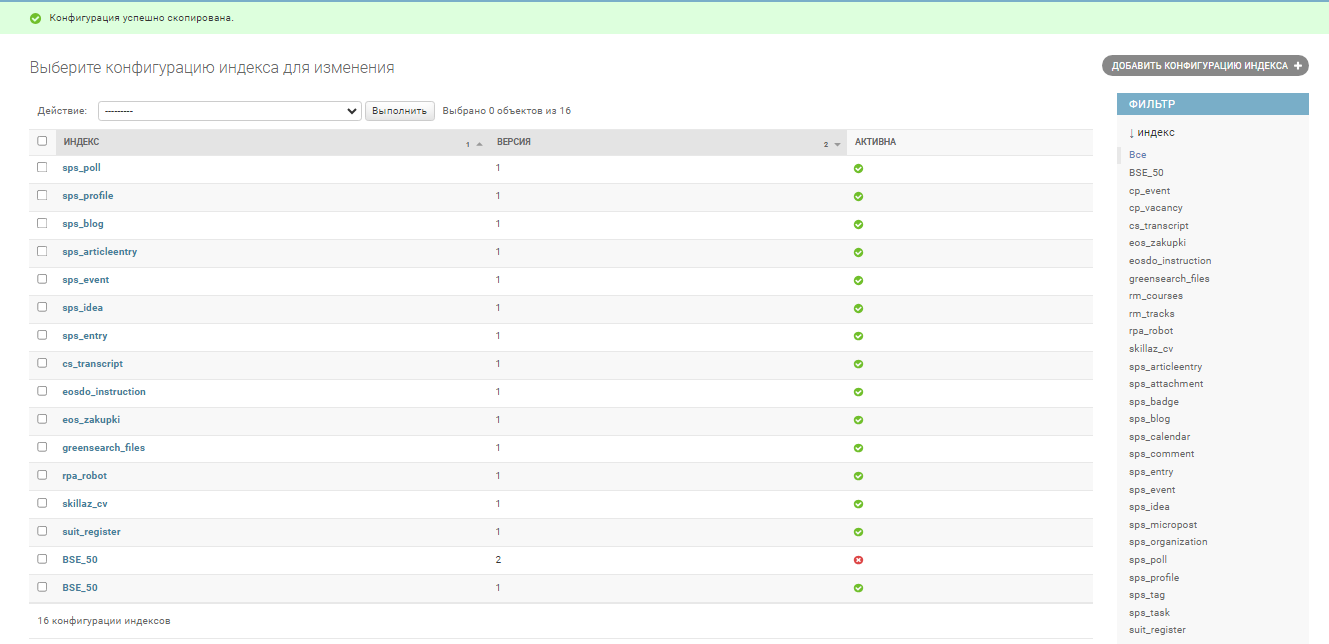 Конфигурация успешно скопирована.
Выберите конфигурацию индекса для изменения
ДОБАВИТЬ КОНФИГУРАЦИЮ ИНДЕКСА +
Действие: --------- Выполнить Выбрано 0 объектов из 16
ИНДЕКС 1 ВЕРСИЯ 2 АКТИВНА
sps_poll 1
sps_profile 1
sps_blog 1
sps_articleentry 1
sps_event 1
sps_idea 1
sps_entry 1
cs_transcript 1
eosdo_instruction 1
eos_zakupki 1
greensearch_files 1
rpa_robot 1
skillaz_cv 1
suit_register 1
BSE_50 2
BSE_50 1
16 конфигурации индексов
ФИЛЬТР
↓ индекс
Все
BSE_50
cp_event
cp_vacancy
cs_transcript
eos_zakupki
eosdo_instruction
greensearch_files
rm_courses
rm_tracks
rpa_robot
skillaz_cv
sps_articleentry
sps_attachment
sps_badge
sps_blog
sps_calendar
sps_comment
sps_entry
sps_event
sps_idea
sps_micropost
sps_organization
sps_poll
sps_profile
sps_tag
sps_task
suit_register